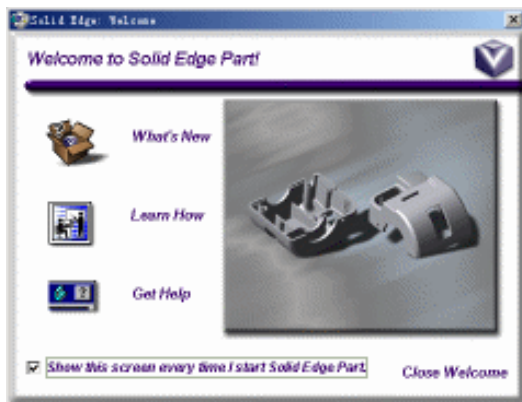 Solid Edge: Welcome
Welcome to Solid Edge Part!
What's New
Learn How
Get Help
Show this screen every time I start Solid Edge Part.
Close Welcome